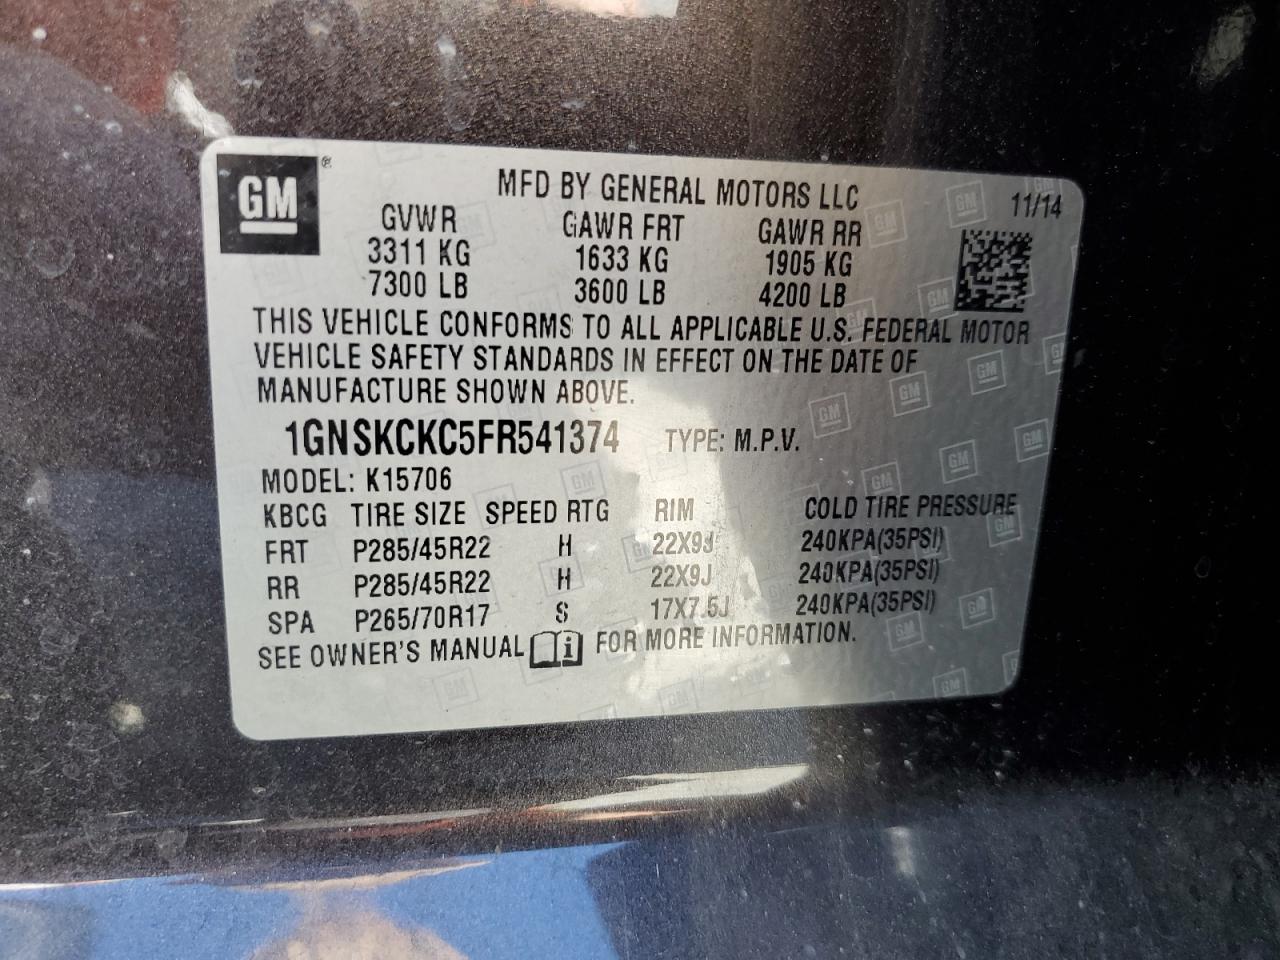 GM ®
MFD BY GENERAL MOTORS LLC 11/14
GVWR GAWR FRT GAWR RR
3311 KG 1633 KG 1905 KG
7300 LB 3600 LB 4200 LB
THIS VEHICLE CONFORMS TO ALL APPLICABLE U.S. FEDERAL MOTOR
VEHICLE SAFETY STANDARDS IN EFFECT ON THE DATE OF
MANUFACTURE SHOWN ABOVE.
1GNSKCKC5FR541374 TYPE: M.P.V.
MODEL: K15706
KBCG TIRE SIZE SPEED RTG RIM COLD TIRE PRESSURE
FRT P285/45R22 H 22X9J 240KPA(35PSI)
RR P285/45R22 H 22X9J 240KPA(35PSI)
SPA P265/70R17 S 17X7.5J 240KPA(35PSI)
SEE OWNER'S MANUAL i FOR MORE INFORMATION.